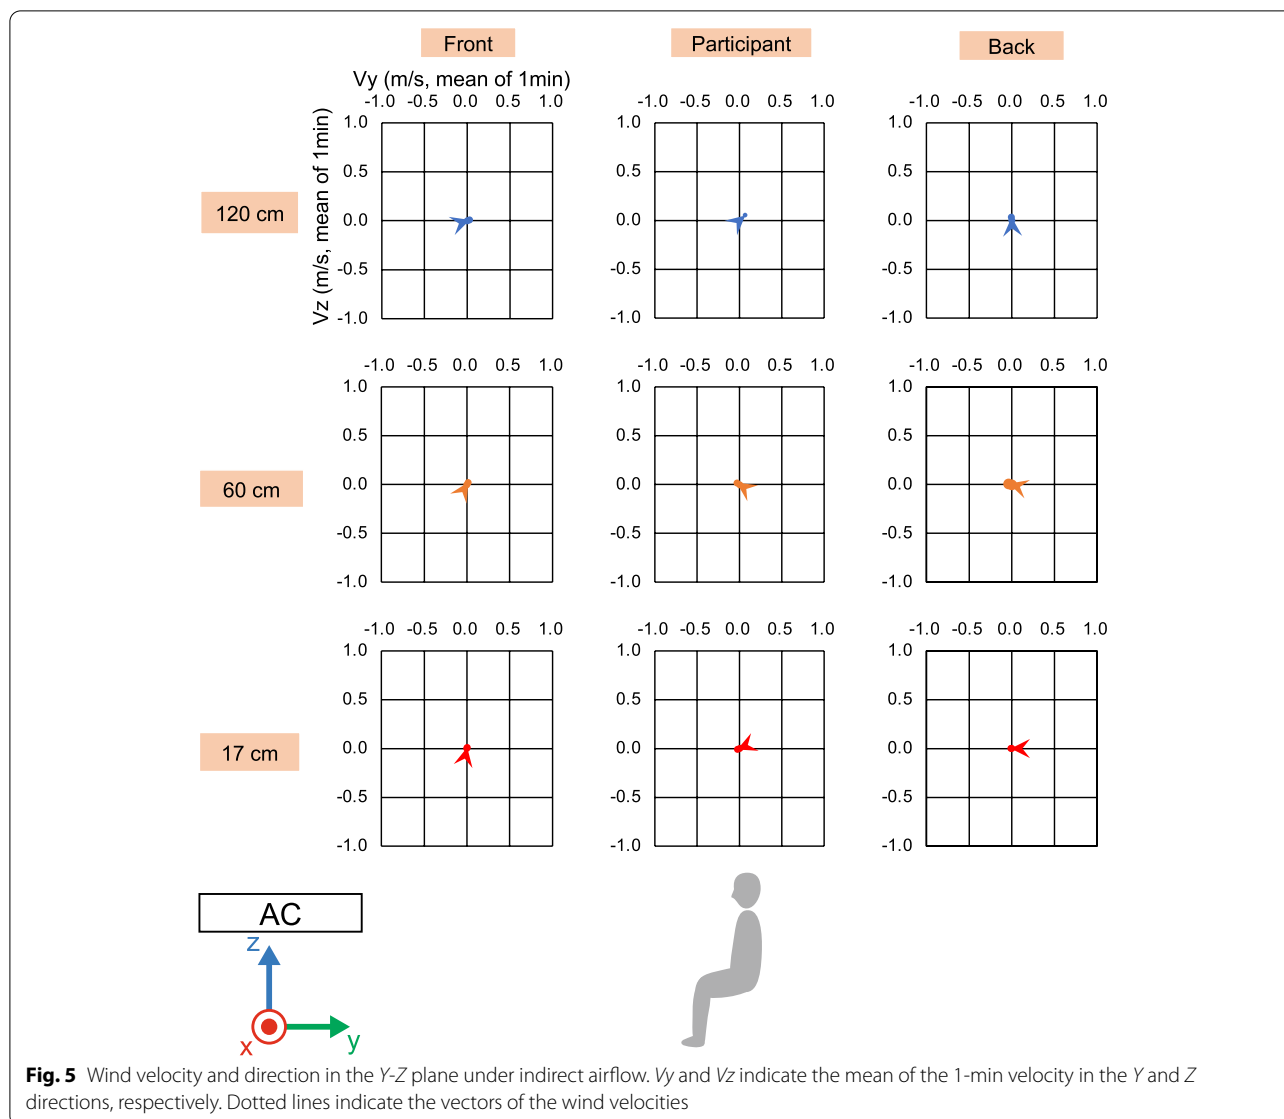 Front Participant Back
Vy (m/s, mean of 1min)
-1.0 -0.5 0.0 0.5 1.0 -1.0 -0.5 0.0 0.5 1.0 -1.0 -0.5 0.0 0.5 1.0
Vz (m/s, mean of 1min)
1.0 1.0 1.0
0.5 0.5 0.5
120 cm 0.0 0.0 0.0
-0.5 -0.5 -0.5
-1.0 -1.0 -1.0
-1.0 -0.5 0.0 0.5 1.0 -1.0 -0.5 0.0 0.5 1.0 -1.0 -0.5 0.0 0.5 1.0
1.0 1.0 1.0
0.5 0.5 0.5
60 cm 0.0 0.0 0.0
-0.5 -0.5 -0.5
-1.0 -1.0 -1.0
-1.0 -0.5 0.0 0.5 1.0 -1.0 -0.5 0.0 0.5 1.0 -1.0 -0.5 0.0 0.5 1.0
1.0 1.0 1.0
0.5 0.5 0.5
17 cm 0.0 0.0 0.0
-0.5 -0.5 -0.5
-1.0 -1.0 -1.0
AC
z
x y
Fig. 5 Wind velocity and direction in the Y-Z plane under indirect airflow. Vy and Vz indicate the mean of the 1-min velocity in the Y and Z
directions, respectively. Dotted lines indicate the vectors of the wind velocities